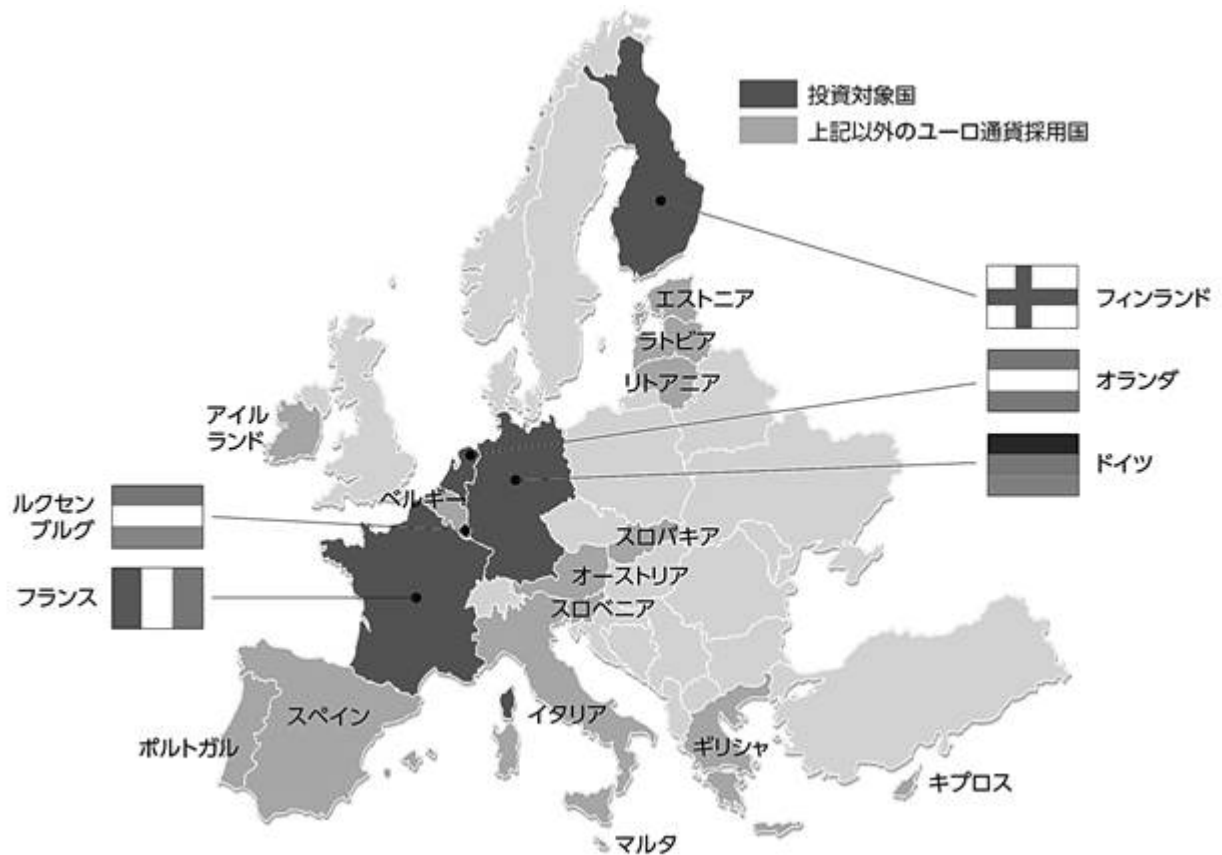 投資対象国
上記以外のユーロ通貨採用国
フィンランド
エストニア
ラトビア
リトアニア
オランダ
アイル
ランド
ドイツ
ベルギー
ルクセン
ブルグ
スロバキア
オーストリア
フランス
スロベニア
スペイン
イタリア
ポルトガル
ギリシャ
キプロス
マルタ